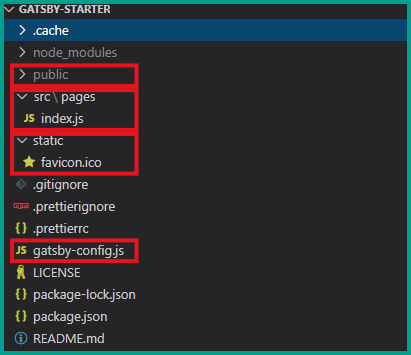 GATSBY-STARTER
.cache
node_modules
public
src\pages
JS index.js
static
favicon.ico
.gitignore
.prettierignore
{} .prettierrc
JS gatsby-config.js
LICENSE
{} package-lock.json
{} package.json
README.md